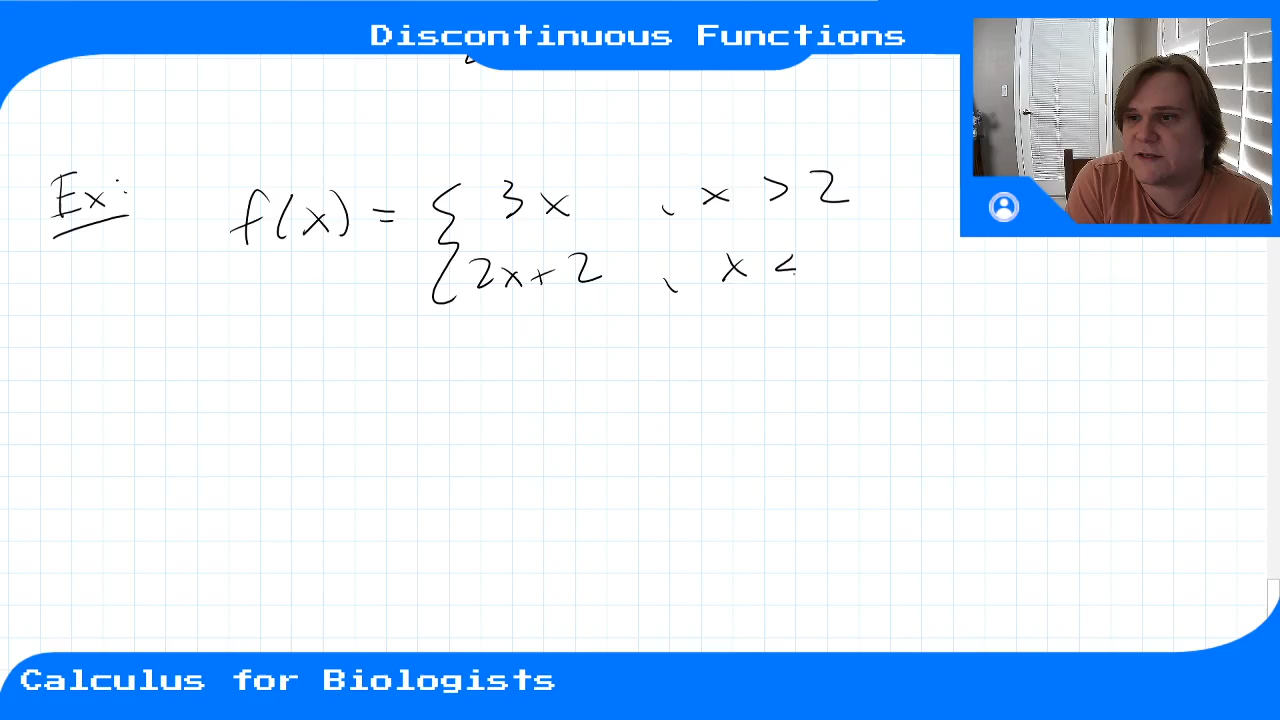 Discontinuous Functions
Ex:
f(x) = { 3x , x > 2
2x+2 , x <
Calculus for Biologists